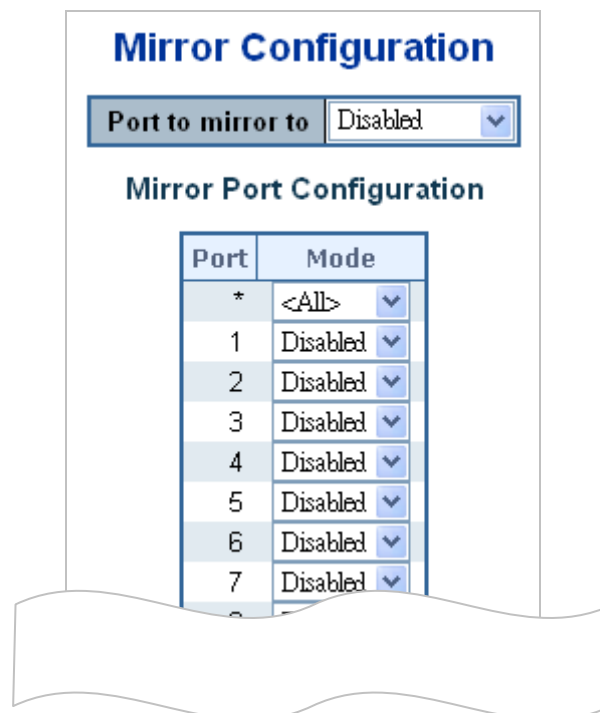 Mirror Configuration
Port to mirror to Disabled
Mirror Port Configuration
Port Mode
* <All>
1 Disabled
2 Disabled
3 Disabled
4 Disabled
5 Disabled
6 Disabled
7 Disabled